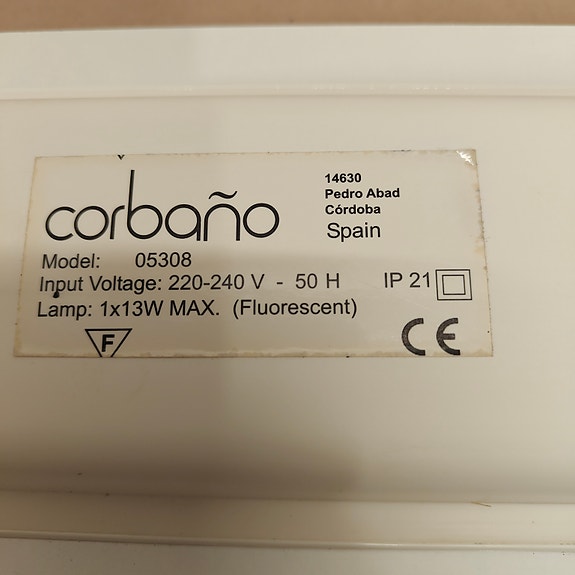 corbaño
14630
Pedro Abad
Córdoba
Spain
Model: 05308
Input Voltage: 220-240 V - 50 H IP 21
Lamp: 1x13W MAX. (Fluorescent)
F
CE